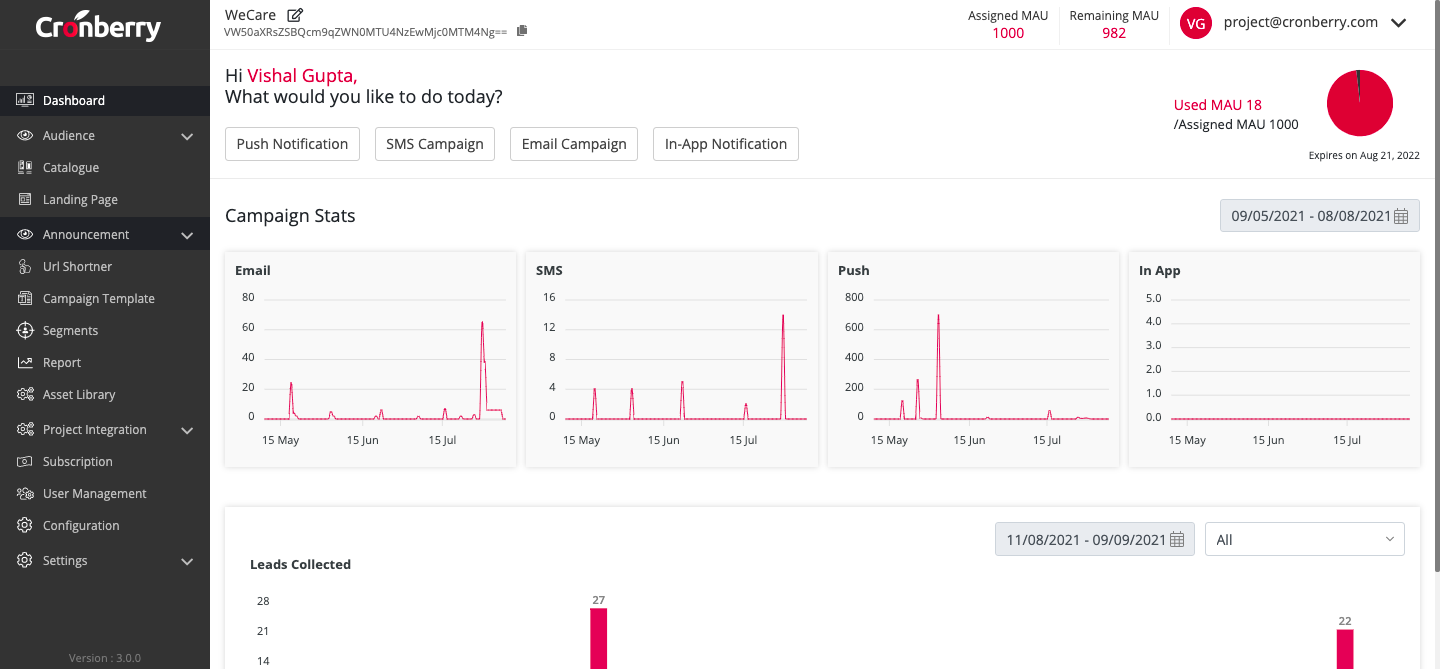 Cronberry
Dashboard
Audience
Catalogue
Landing Page
Announcement
Url Shortner
Campaign Template
Segments
Report
Asset Library
Project Integration
Subscription
User Management
Configuration
Settings
Version : 3.0.0
WeCare
VW50aXRsZSBQcm9qZWN0MTU4NzEwMjc0MTM4Ng==
Assigned MAU
1000
Remaining MAU
982
VG
project@cronberry.com
Hi Vishal Gupta,
What would you like to do today?
Push Notification
SMS Campaign
Email Campaign
In-App Notification
Used MAU 18
/Assigned MAU 1000
Expires on Aug 21, 2022
Campaign Stats
09/05/2021 - 08/08/2021
Email
80
60
40
20
0
15 May
15 Jun
15 Jul
SMS
16
12
8
4
0
15 May
15 Jun
15 Jul
Push
800
600
400
200
0
15 May
15 Jun
15 Jul
In App
5.0
4.0
3.0
2.0
1.0
0.0
15 May
15 Jun
15 Jul
11/08/2021 - 09/09/2021
All
Leads Collected
28
21
14
27
22